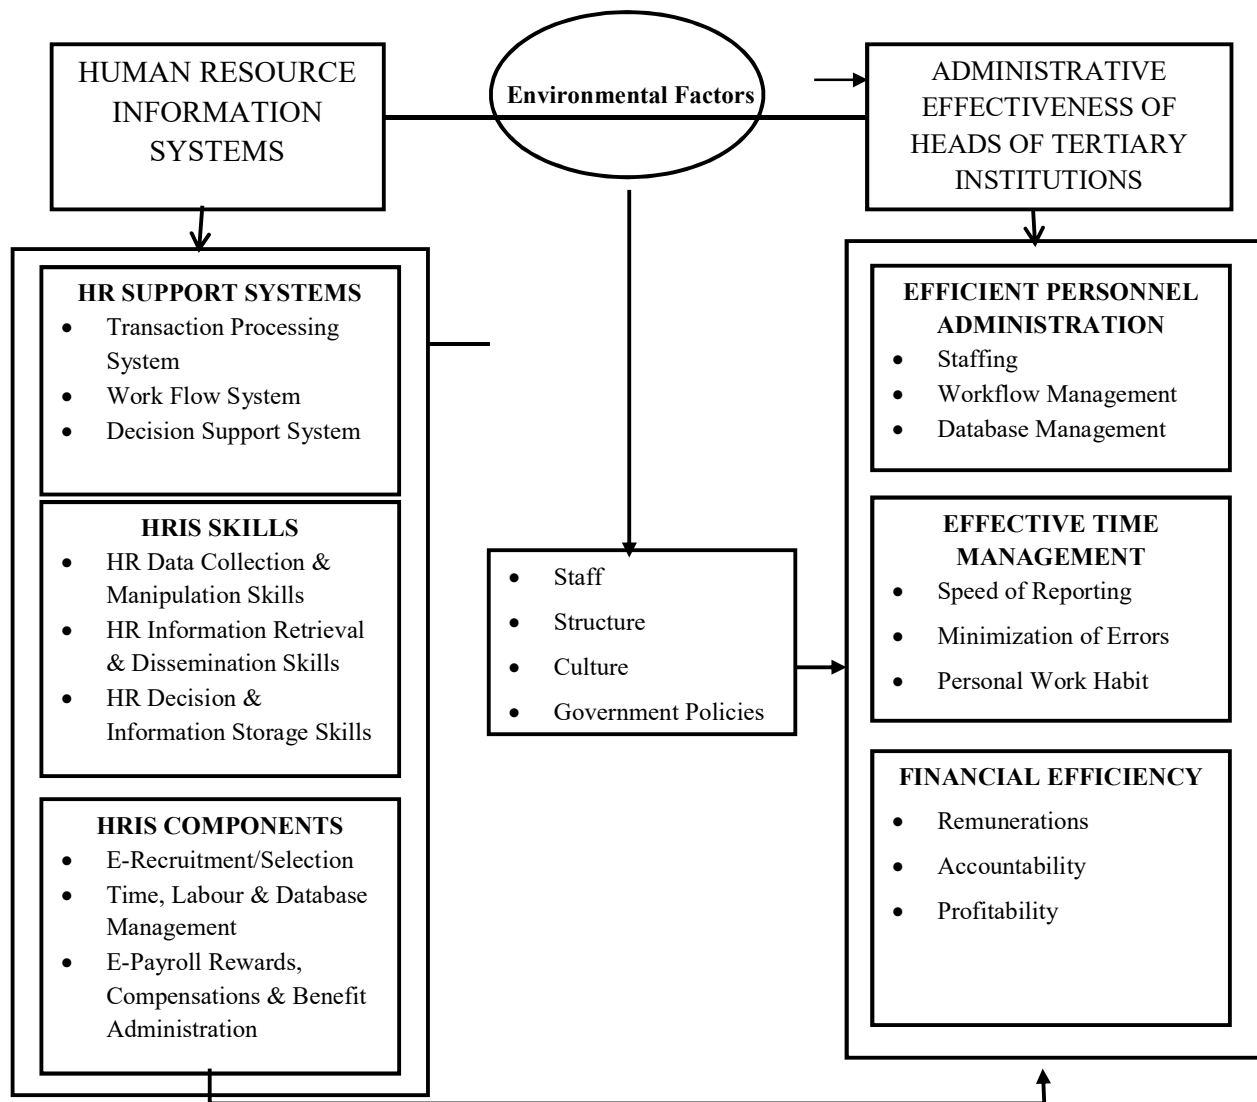 HUMAN RESOURCE
INFORMATION
SYSTEMS
Environmental Factors
ADMINISTRATIVE
EFFECTIVENESS OF
HEADS OF TERTIARY
INSTITUTIONS
HR SUPPORT SYSTEMS
• Transaction Processing
System
• Work Flow System
• Decision Support System
HRIS SKILLS
• HR Data Collection &
Manipulation Skills
• HR Information Retrieval
& Dissemination Skills
• HR Decision &
Information Storage Skills
HRIS COMPONENTS
• E-Recruitment/Selection
• Time, Labour & Database
Management
• E-Payroll Rewards,
Compensations & Benefit
Administration
• Staff
• Structure
• Culture
• Government Policies
EFFICIENT PERSONNEL
ADMINISTRATION
• Staffing
• Workflow Management
• Database Management
EFFECTIVE TIME
MANAGEMENT
• Speed of Reporting
• Minimization of Errors
• Personal Work Habit
FINANCIAL EFFICIENCY
• Remunerations
• Accountability
• Profitability